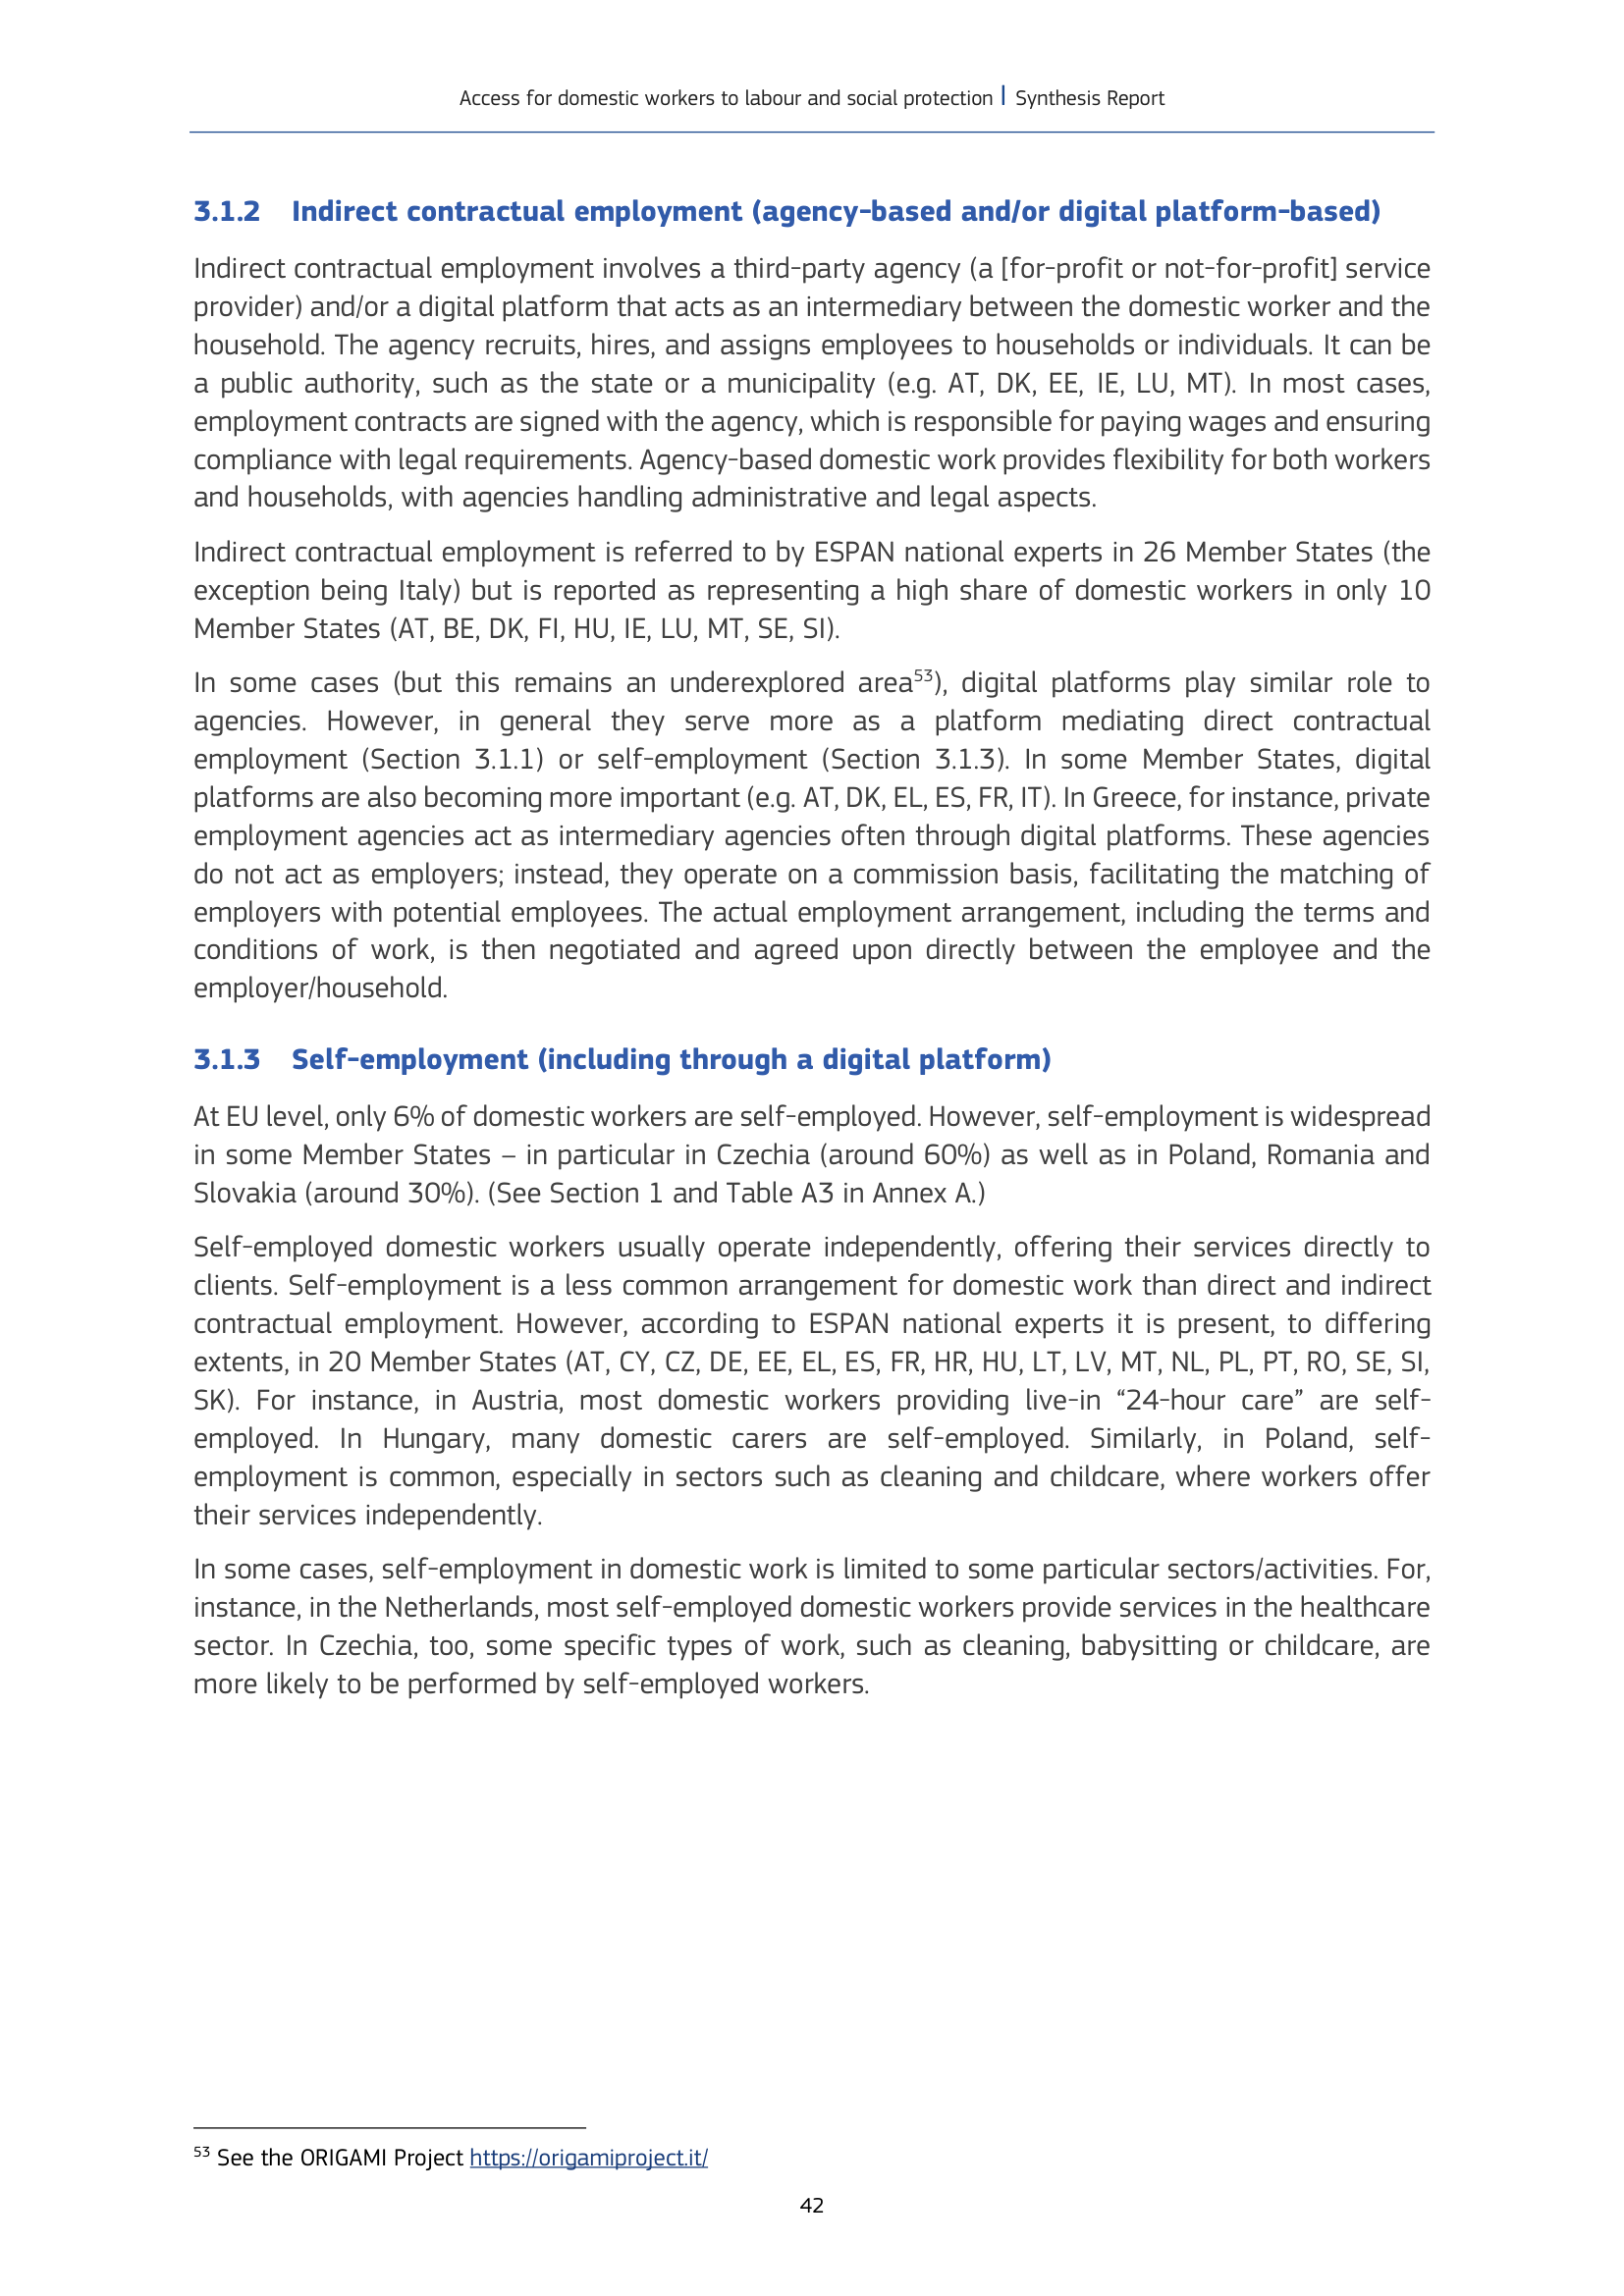 Access for domestic workers to labour and social protection | Synthesis Report
3.1.2 Indirect contractual employment (agency-based and/or digital platform-based)
Indirect contractual employment involves a third-party agency (a [for-profit or not-for-profit] service
provider) and/or a digital platform that acts as an intermediary between the domestic worker and the
household. The agency recruits, hires, and assigns employees to households or individuals. It can be
a public authority, such as the state or a municipality (e.g. AT, DK, EE, IE, LU, MT). In most cases,
employment contracts are signed with the agency, which is responsible for paying wages and ensuring
compliance with legal requirements. Agency-based domestic work provides flexibility for both workers
and households, with agencies handling administrative and legal aspects.
Indirect contractual employment is referred to by ESPAN national experts in 26 Member States (the
exception being Italy) but is reported as representing a high share of domestic workers in only 10
Member States (AT, BE, DK, FI, HU, IE, LU, MT, SE, SI).
In some cases (but this remains an underexplored area53), digital platforms play similar role to
agencies. However, in general they serve more as a platform mediating direct contractual
employment (Section 3.1.1) or self-employment (Section 3.1.3). In some Member States, digital
platforms are also becoming more important (e.g. AT, DK, EL, ES, FR, IT). In Greece, for instance, private
employment agencies act as intermediary agencies often through digital platforms. These agencies
do not act as employers; instead, they operate on a commission basis, facilitating the matching of
employers with potential employees. The actual employment arrangement, including the terms and
conditions of work, is then negotiated and agreed upon directly between the employee and the
employer/household.
3.1.3 Self-employment (including through a digital platform)
At EU level, only 6% of domestic workers are self-employed. However, self-employment is widespread
in some Member States – in particular in Czechia (around 60%) as well as in Poland, Romania and
Slovakia (around 30%). (See Section 1 and Table A3 in Annex A.)
Self-employed domestic workers usually operate independently, offering their services directly to
clients. Self-employment is a less common arrangement for domestic work than direct and indirect
contractual employment. However, according to ESPAN national experts it is present, to differing
extents, in 20 Member States (AT, CY, CZ, DE, EE, EL, ES, FR, HR, HU, LT, LV, MT, NL, PL, PT, RO, SE, SI,
SK). For instance, in Austria, most domestic workers providing live-in “24-hour care” are self-
employed. In Hungary, many domestic carers are self-employed. Similarly, in Poland, self-
employment is common, especially in sectors such as cleaning and childcare, where workers offer
their services independently.
In some cases, self-employment in domestic work is limited to some particular sectors/activities. For,
instance, in the Netherlands, most self-employed domestic workers provide services in the healthcare
sector. In Czechia, too, some specific types of work, such as cleaning, babysitting or childcare, are
more likely to be performed by self-employed workers.
53 See the ORIGAMI Project https://origamiproject.it/
42